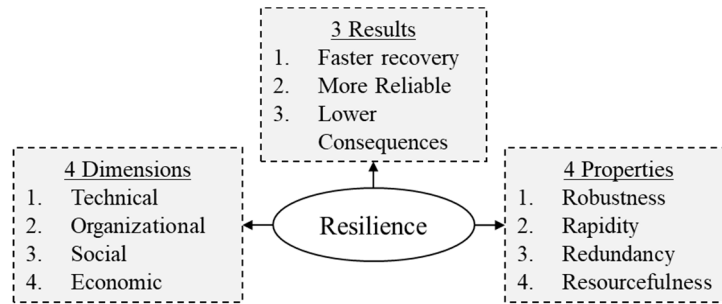 3 Results
1. Faster recovery
2. More Reliable
3. Lower
Consequences
4 Dimensions
1. Technical
2. Organizational
3. Social
4. Economic
Resilience
4 Properties
1. Robustness
2. Rapidity
3. Redundancy
4. Resourcefulness